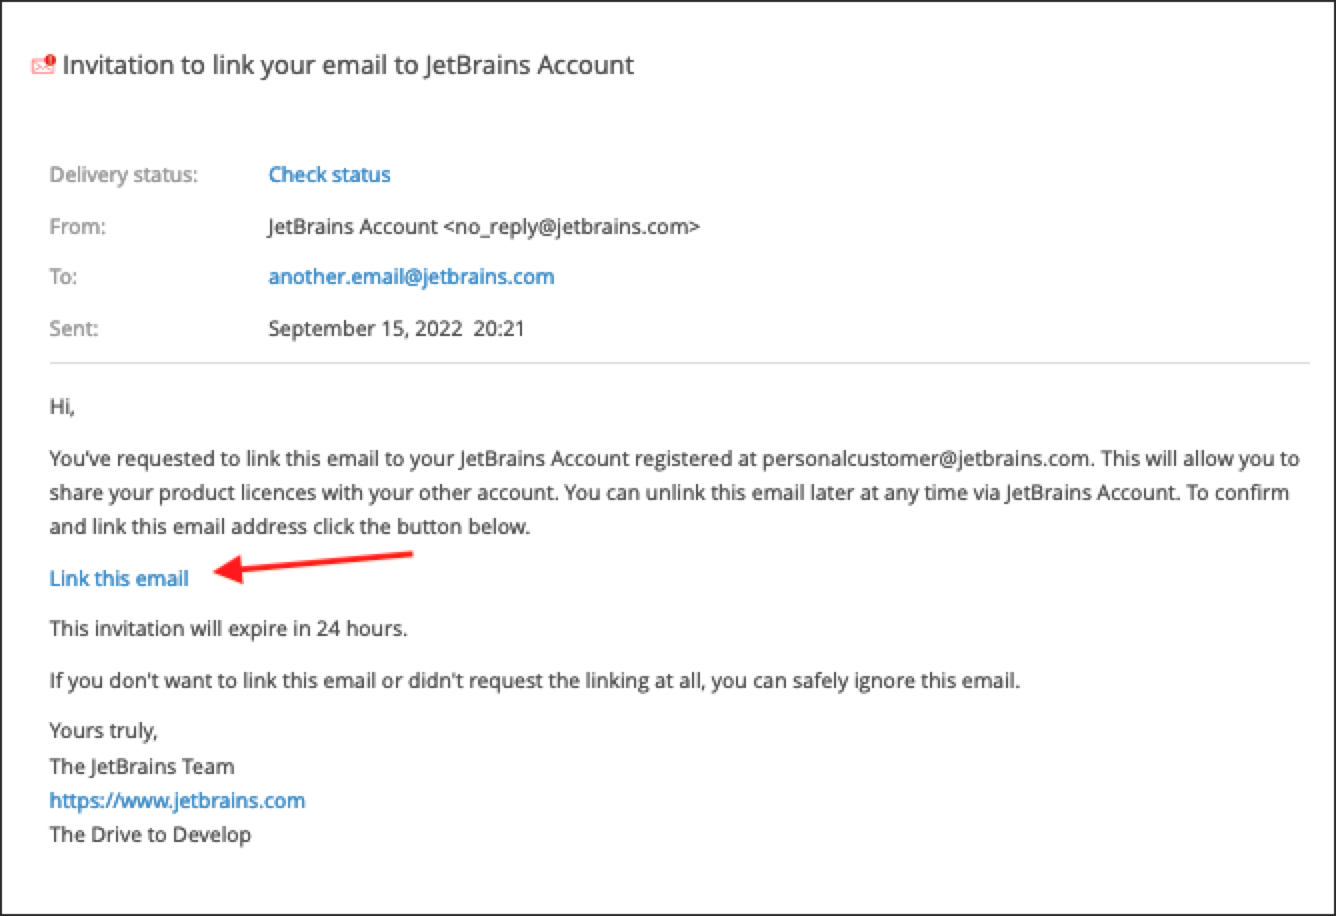 Invitation to link your email to JetBrains Account
Delivery status: Check status
From: JetBrains Account <no_reply@jetbrains.com>
To: another.email@jetbrains.com
Sent: September 15, 2022 20:21
Hi,
You've requested to link this email to your JetBrains Account registered at personalcustomer@jetbrains.com. This will allow you to
share your product licences with your other account. You can unlink this email later at any time via JetBrains Account. To confirm
and link this email address click the button below.
Link this email
This invitation will expire in 24 hours.
If you don't want to link this email or didn't request the linking at all, you can safely ignore this email.
Yours truly,
The JetBrains Team
https://www.jetbrains.com
The Drive to Develop